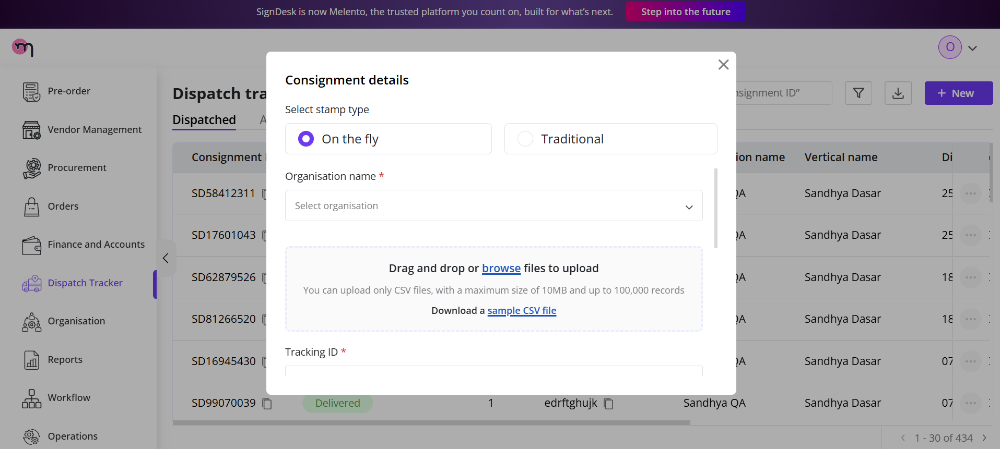 SignDesk is now Melento, the trusted platform you count on, built for what's next.
Step into the future
O
Pre-order
Vendor Management
Procurement
Orders
Finance and Accounts
Dispatch Tracker
Organisation
Reports
Workflow
Operations
Dispatch tra
nsignment ID”
+ New
Dispatched A
Consignment
ion name Vertical name Di
SD58412311 QA Sandhya Dasar 25
SD17601043 QA Sandhya Dasar 25
SD62879526 QA Sandhya Dasar 18
SD81266520 QA Sandhya Dasar 18
SD16945430 QA Sandhya Dasar 07
SD99070039 Delivered 1 edrftghujk Sandhya QA Sandhya Dasar 07
1 - 30 of 434
Consignment details
Select stamp type
On the fly
Traditional
Organisation name *
Select organisation
Drag and drop or browse files to upload
You can upload only CSV files, with a maximum size of 10MB and up to 100,000 records
Download a sample CSV file
Tracking ID *